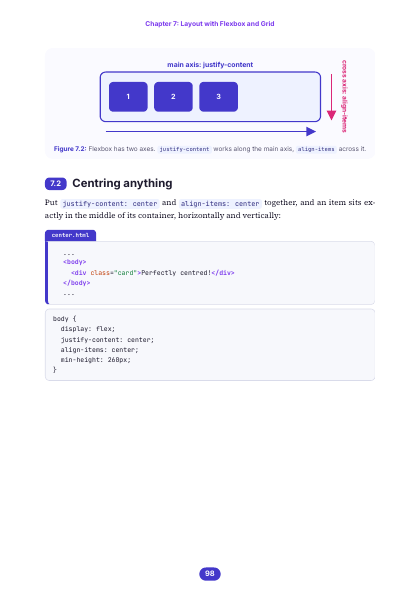 Chapter 7: Layout with Flexbox and Grid
main axis: justify-content
1 2 3
cross axis: align-items
Figure 7.2: Flexbox has two axes. justify-content works along the main axis, align-items across it.
7.2 Centring anything
Put justify-content: center and align-items: center together, and an item sits ex-
actly in the middle of its container, horizontally and vertically:
center.html
...
<body>
  <div class="card">Perfectly centred!</div>
</body>
...
body {
  display: flex;
  justify-content: center;
  align-items: center;
  min-height: 260px;
}
98